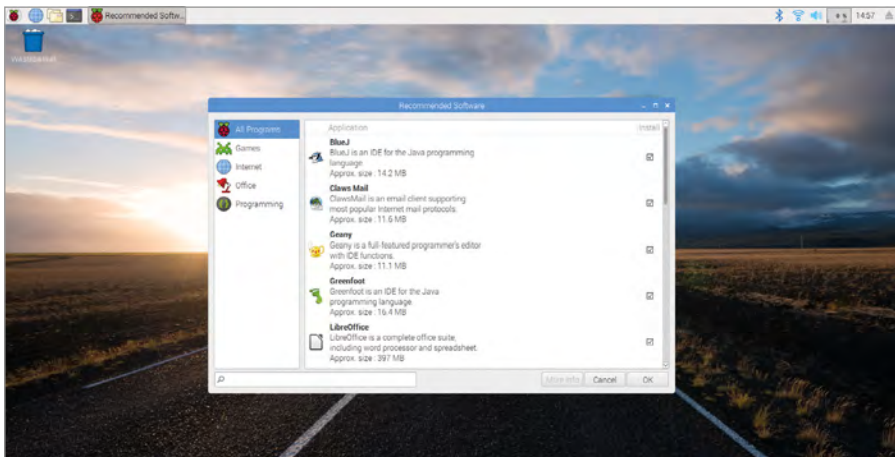 Recommended Softw...
14:57
Wastebasket
Recommended Software
All Programs
Games
Internet
Office
Programming
Application
Install
BlueJ
BlueJ is an IDE for the Java programming
language.
Approx. size : 14.2 MB
Claws Mail
ClawsMail is an email client supporting
most popular Internet mail protocols.
Approx. size : 11.6 MB
Geany
Geany is a full-featured programmer's editor
with IDE functions.
Approx. size : 11.1 MB
Greenfoot
Greenfoot is an IDE for the Java
programming language.
Approx. size : 16.4 MB
LibreOffice
LibreOffice is a complete office suite,
including word processor and spreadsheet.
Approx. size : 397 MB
More Info
Cancel
OK